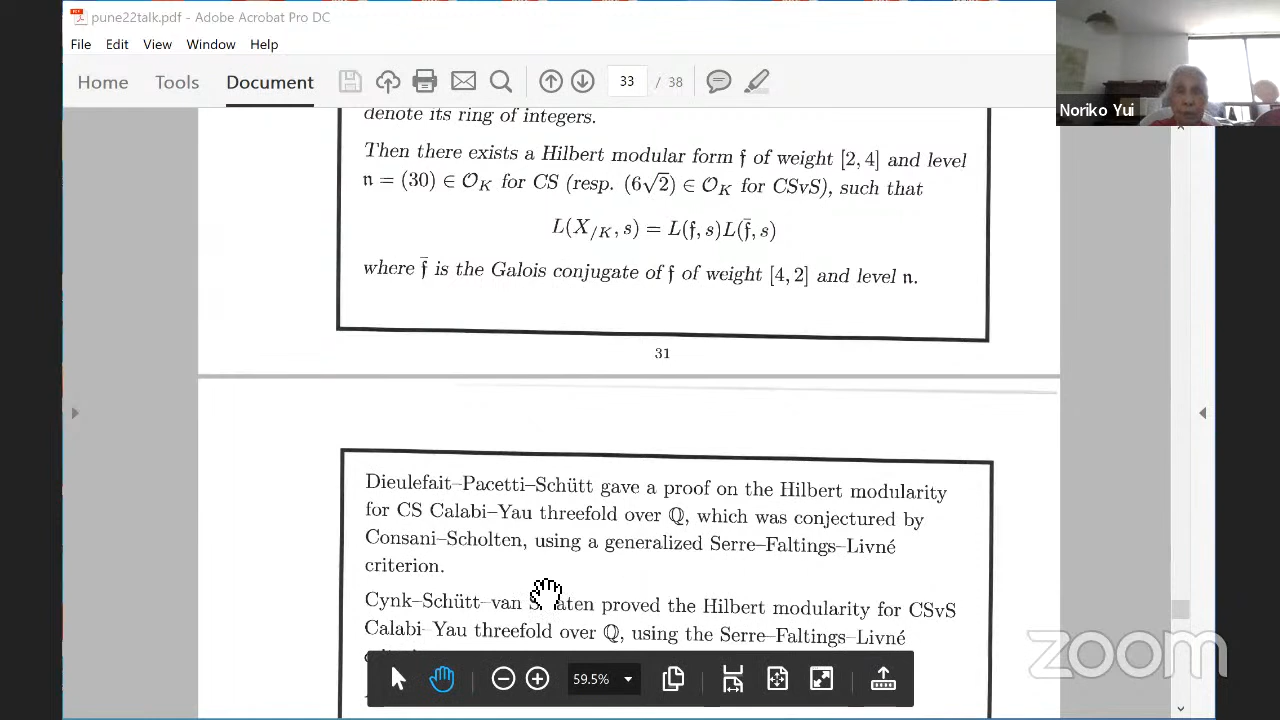 pune22talk.pdf - Adobe Acrobat Pro DC
File Edit View Window Help
Home Tools Document 33 / 38
Noriko Yui
denote its ring of integers.
Then there exists a Hilbert modular form 𝔣 of weight [2, 4] and level
𝔫 = (30) ∈ 𝒪_K for CS (resp. (6√2) ∈ 𝒪_K for CSvS), such that
L(X_{/K}, s) = L(𝔣, s)L(𝔣̄, s)
where 𝔣̄ is the Galois conjugate of 𝔣 of weight [4, 2] and level 𝔫.
31
Dieulefait–Pacetti–Schütt gave a proof on the Hilbert modularity
for CS Calabi–Yau threefold over ℚ, which was conjectured by
Consani–Scholten, using a generalized Serre–Faltings–Livné
criterion.
Cynk–Schütt–van S aten proved the Hilbert modularity for CSvS
Calabi–Yau threefold over ℚ, using the Serre–Faltings–Livné
59.5%
zoom